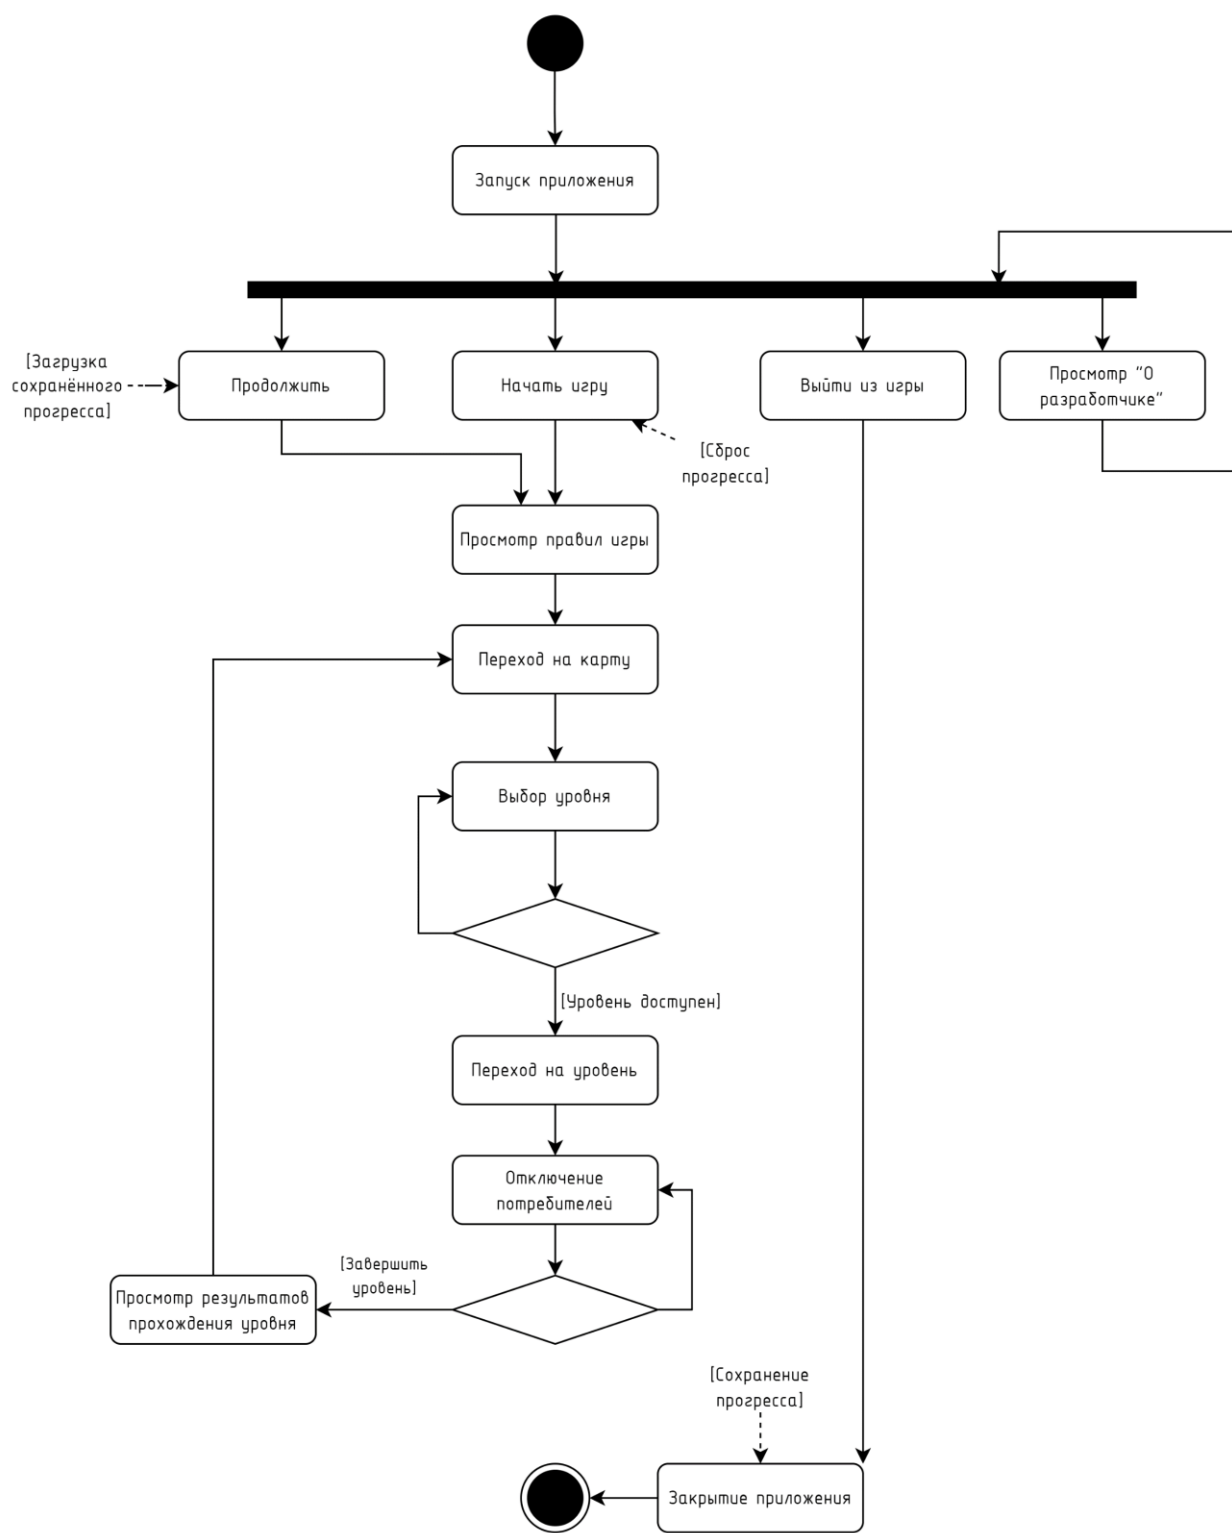 Запуск приложения
[Загрузка
сохранённого
прогресса]
Продолжить
Начать игру
Выйти из игры
Просмотр "О
разработчике"
[Сброс
прогресса]
Просмотр правил игры
Переход на карту
Выбор уровня
[Уровень доступен]
Переход на уровень
Отключение
потребителей
[Завершить
уровень]
Просмотр результатов
прохождения уровня
[Сохранение
прогресса]
Закрытие приложения